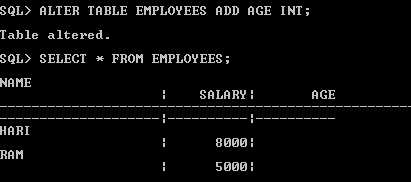 SQL> ALTER TABLE EMPLOYEES ADD AGE INT;
Table altered.
SQL> SELECT * FROM EMPLOYEES;
NAME
| SALARY| AGE
--------------------------------------------------
--------------------|----------|----------
HARI
| 8000|
RAM
| 5000|